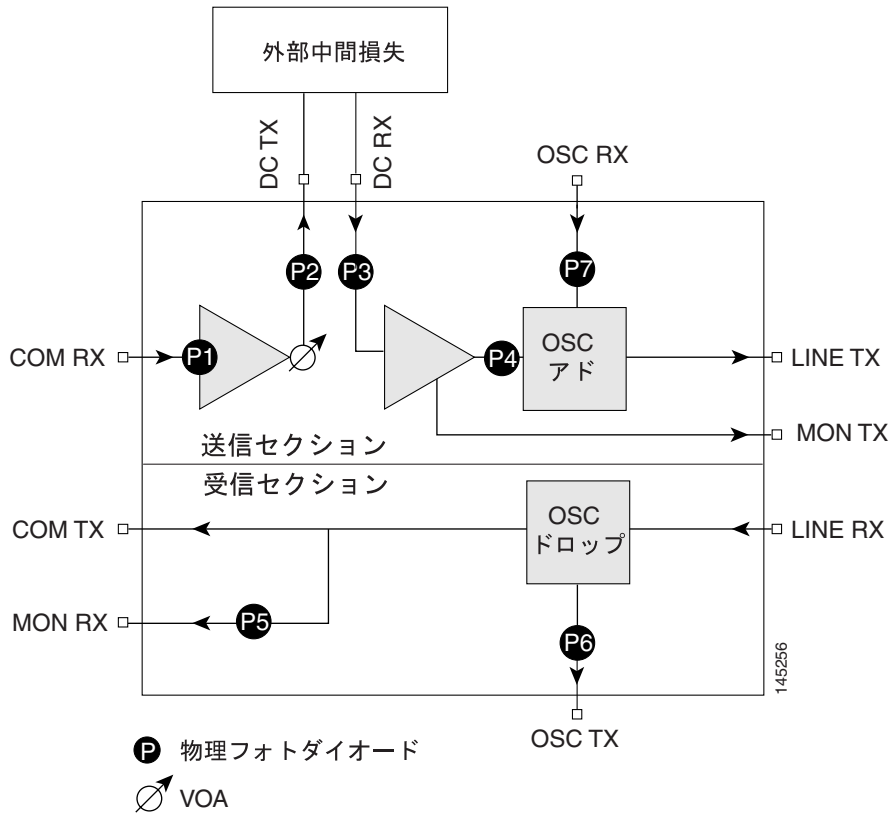 外部中間損失
DC TX
DC RX
OSC RX
P2
P3
P7
COM RX
P1
P4
OSC
アド
LINE TX
MON TX
送信セクション
受信セクション
COM TX
OSC
ドロップ
LINE RX
MON RX
P5
P6
145256
OSC TX
P 物理フォトダイオード
VOA